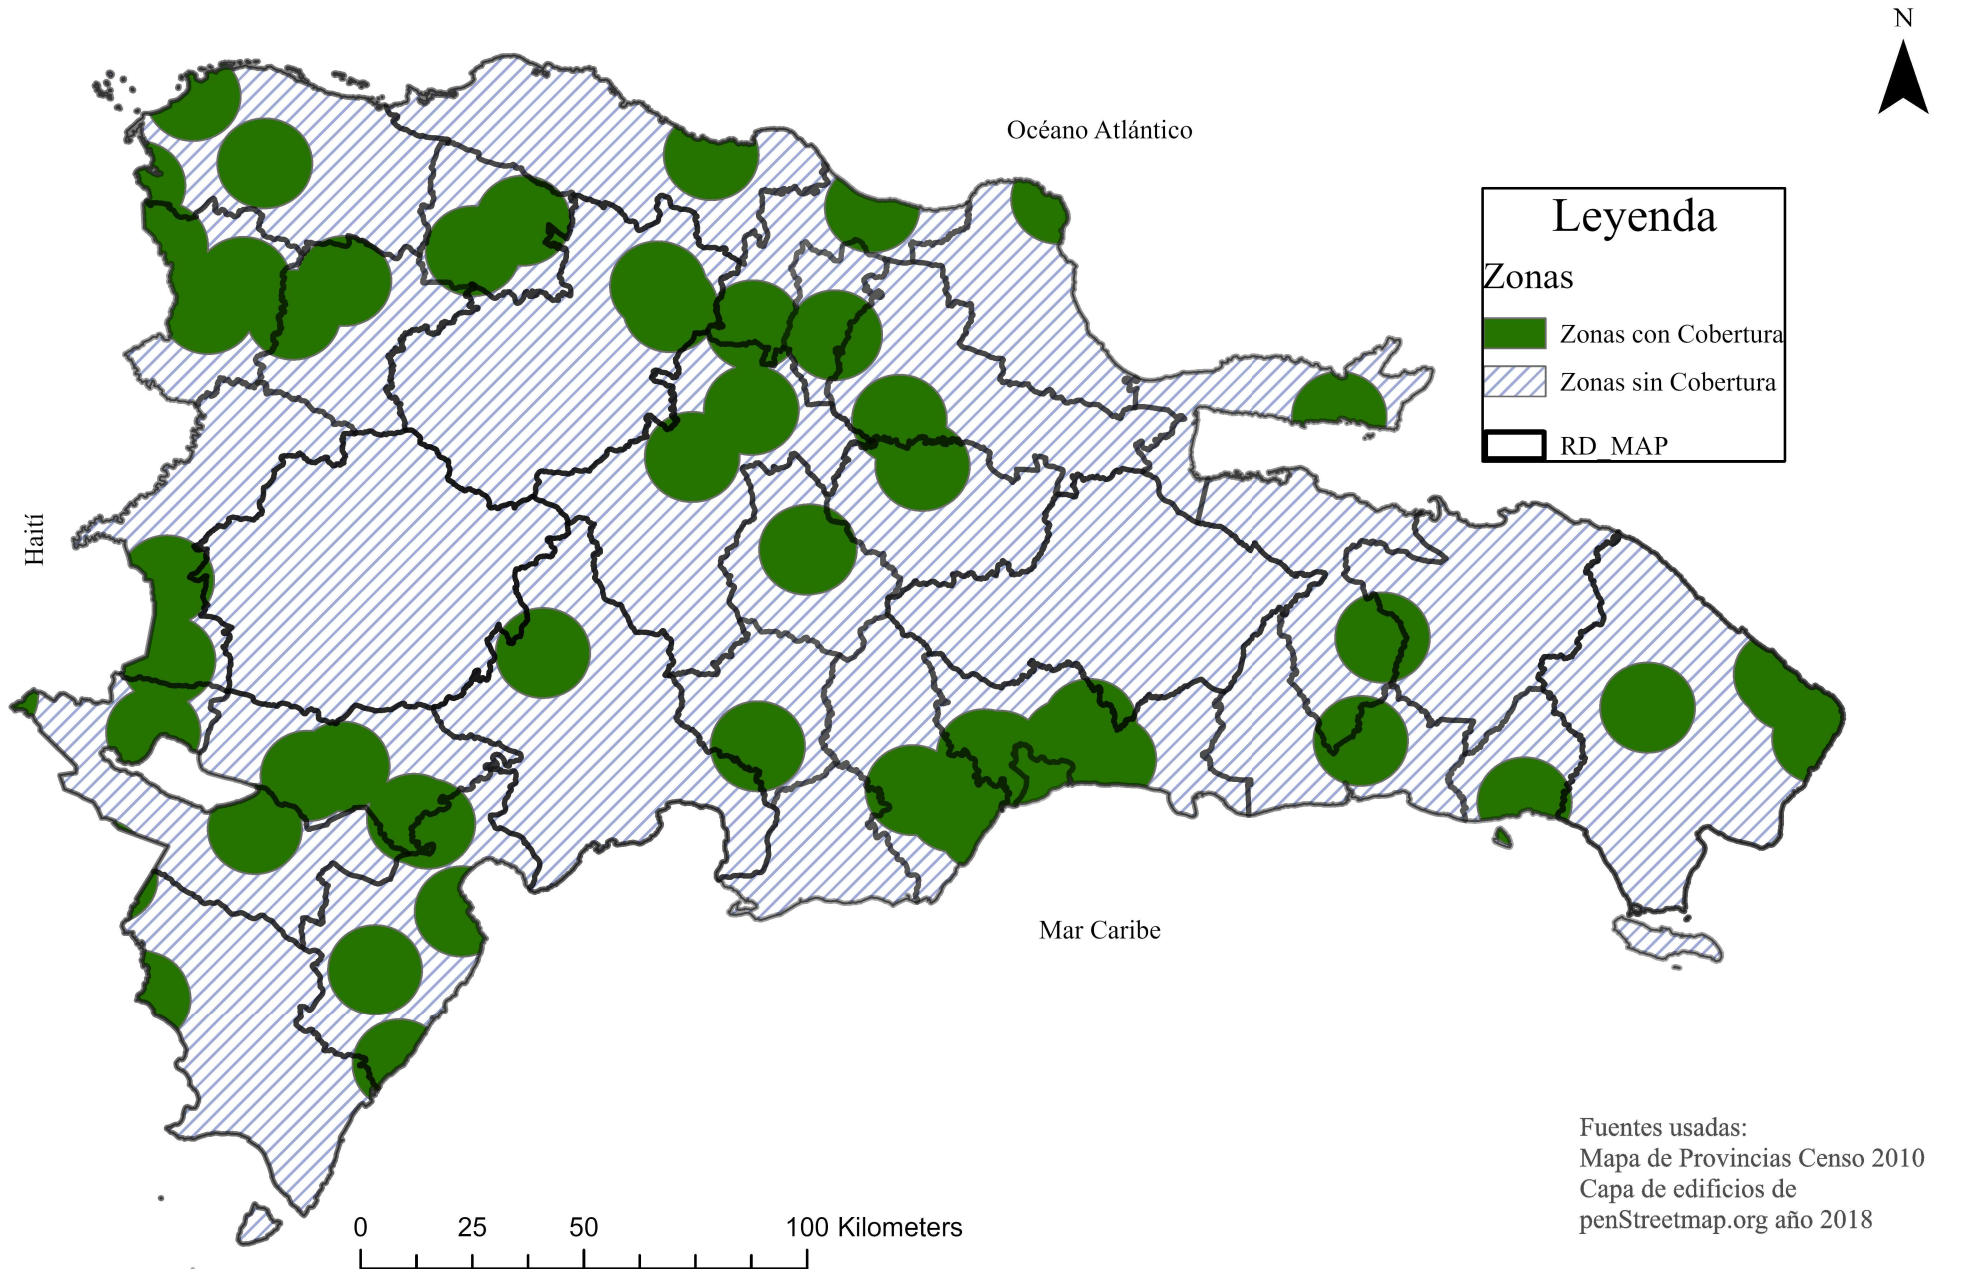 N
Océano Atlántico
Leyenda
Zonas
Zonas con Cobertura
Zonas sin Cobertura
RD_MAP
Haití
Mar Caribe
Fuentes usadas:
Mapa de Provincias Censo 2010
Capa de edificios de
penStreetmap.org año 2018
0 25 50 100 Kilometers